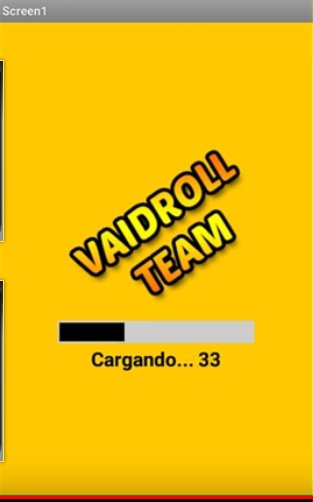 Screen1
VAIDROLL
TEAM
Cargando... 33